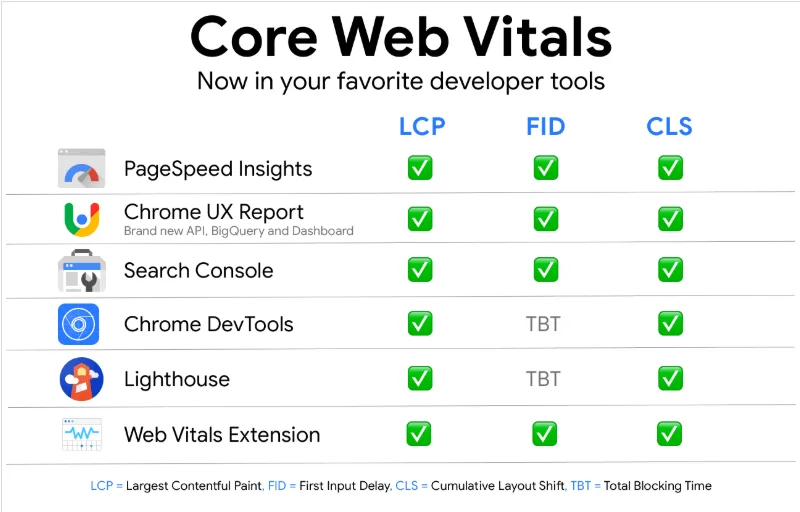 Core Web Vitals
Now in your favorite developer tools
LCP FID CLS
PageSpeed Insights ✅ ✅ ✅
Chrome UX Report ✅ ✅ ✅
Brand new API, BigQuery and Dashboard
Search Console ✅ ✅ ✅
Chrome DevTools ✅ TBT ✅
Lighthouse ✅ TBT ✅
Web Vitals Extension ✅ ✅ ✅
LCP = Largest Contentful Paint, FID = First Input Delay, CLS = Cumulative Layout Shift, TBT = Total Blocking Time